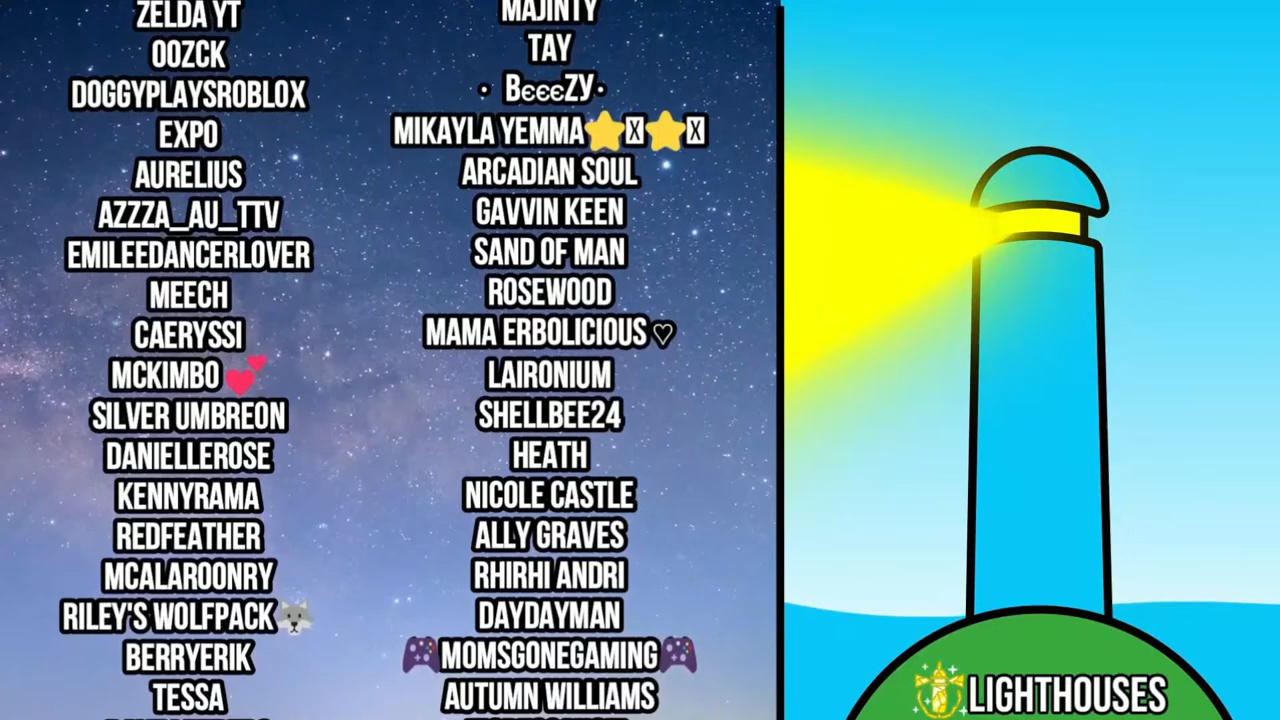 ZELDA YT
OOZCK
DOGGYPLAYSROBLOX
EXPO
AURELIUS
AZZZA_AU_TTV
EMILEEDANCERLOVER
MEECH
CAERYSSI
MCKIMBO 💕
SILVER UMBREON
DANIELLEROSE
KENNYRAMA
REDFEATHER
MCALAROONRY
RILEY'S WOLFPACK 🐺
BERRYERIK
TESSA
MAJINTY
TAY
· BєєєZY ·
MIKAYLA YEMMA⭐⭐
ARCADIAN SOUL
GAVVIN KEEN
SAND OF MAN
ROSEWOOD
MAMA ERBOLICIOUS ♡
LAIRONIUM
SHELLBEE24
HEATH
NICOLE CASTLE
ALLY GRAVES
RHIRHI ANDRI
DAYDAYMAN
🎮MOMSGONEGAMING🎮
AUTUMN WILLIAMS
LIGHTHOUSES